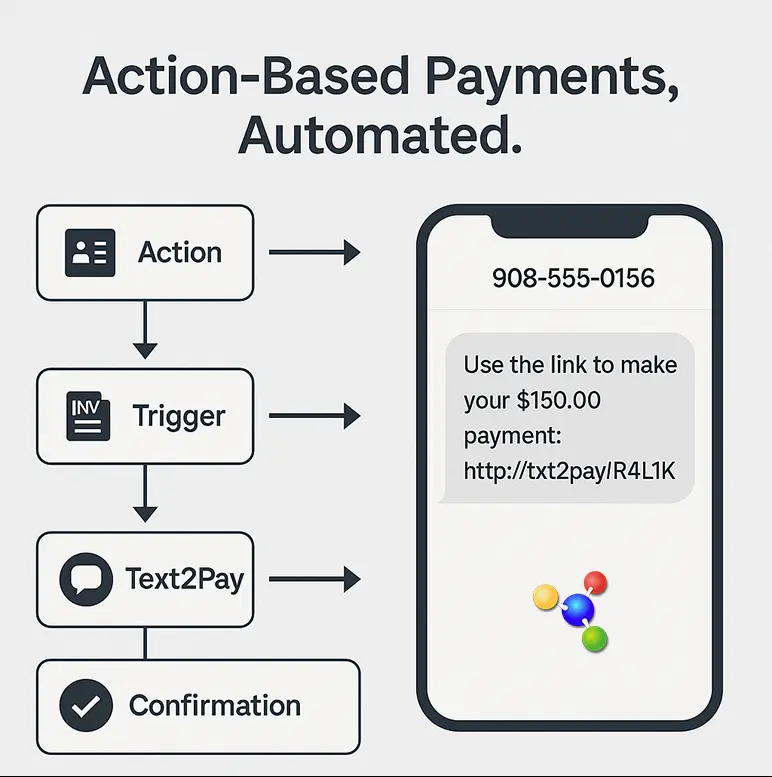 Action-Based Payments,
Automated.
Action
INV
Trigger
Text2Pay
Confirmation
908-555-0156
Use the link to make
your $150.00
payment:
http://txt2pay/R4L1K